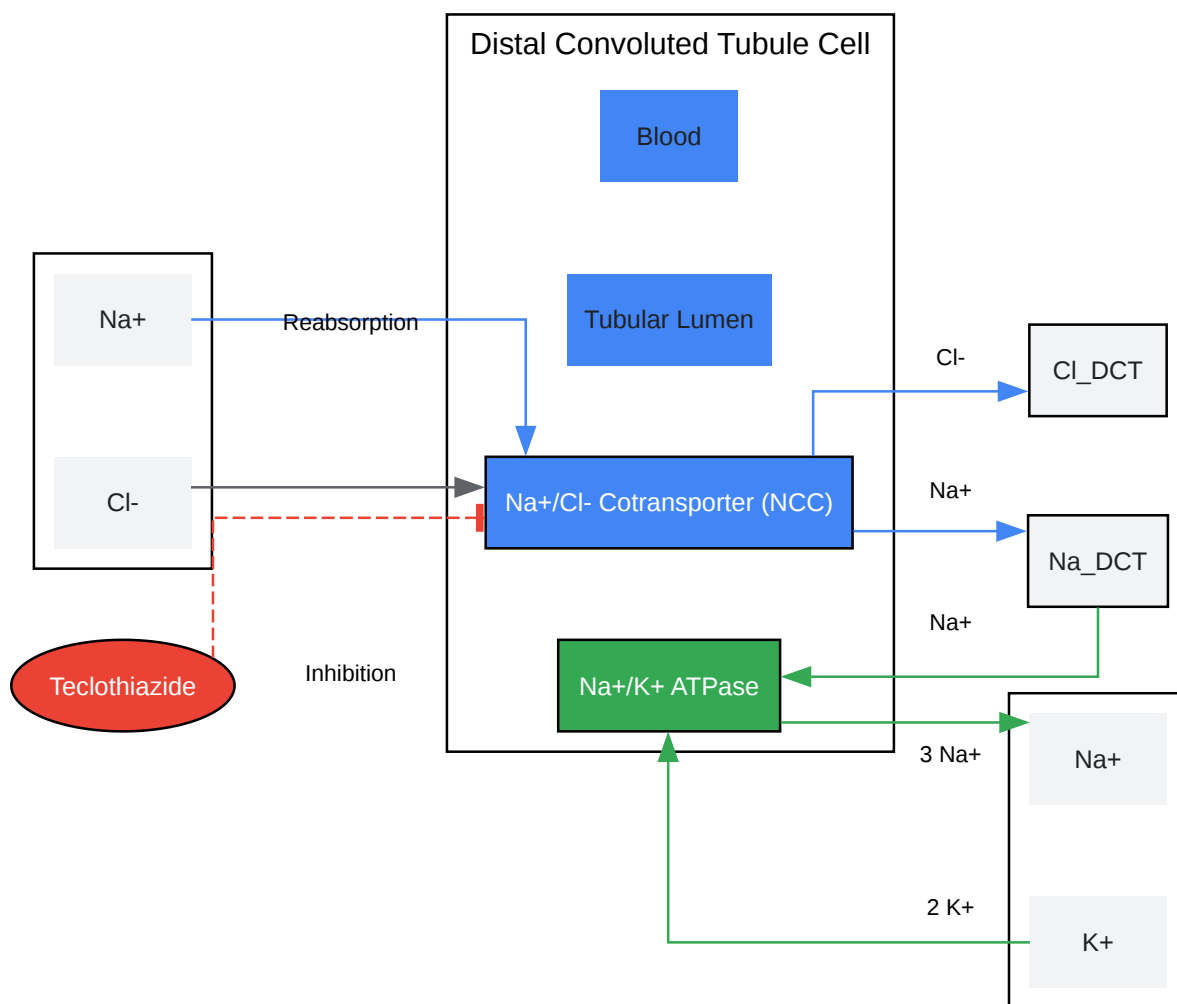 Distal Convoluted Tubule Cell
Blood
Na+
Reabsorption
Tubular Lumen
Cl-
Cl_DCT
Cl-
Na+/Cl- Cotransporter (NCC)
Na+
Na_DCT
Na+
Teclothiazide
Inhibition
Na+/K+ ATPase
3 Na+
Na+
2 K+
K+